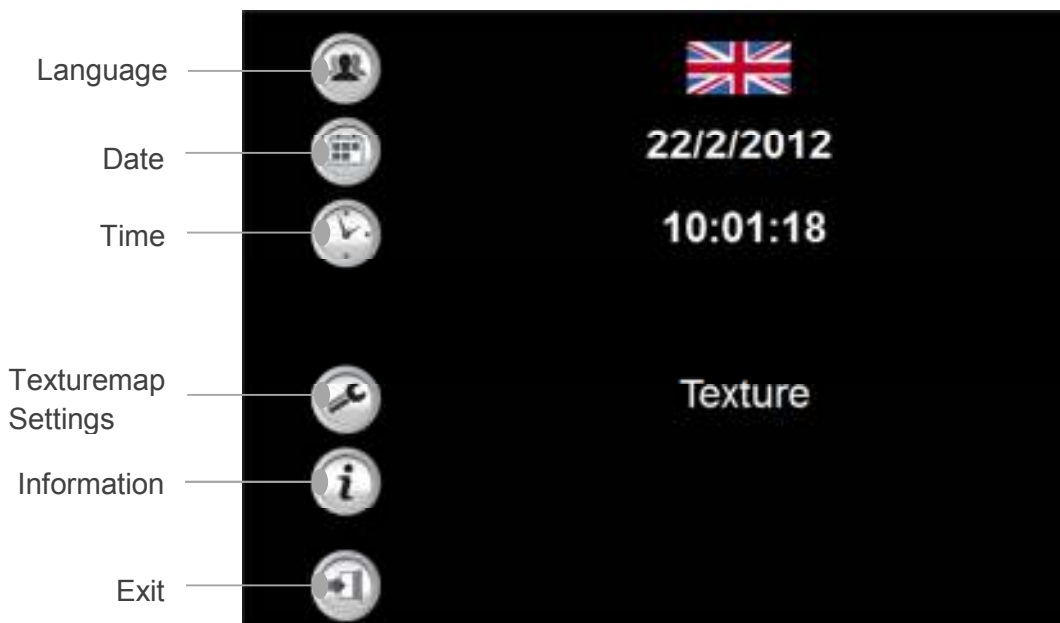 Language
Date
22/2/2012
Time
10:01:18
Texturemap
Settings
Texture
Information
i
Exit